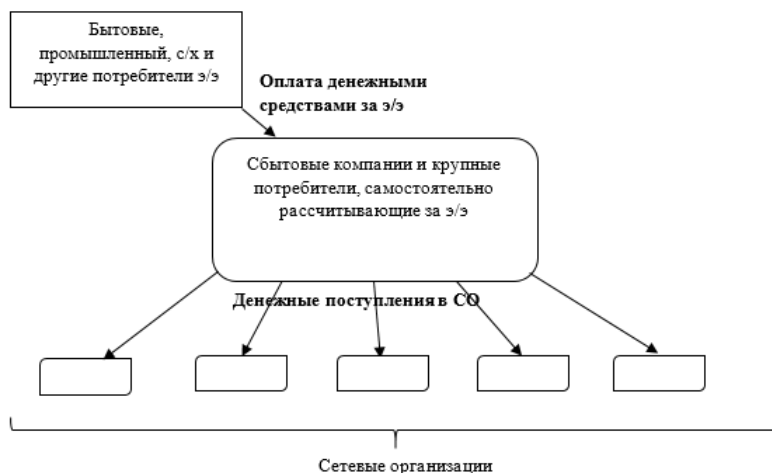 Бытовые,
промышленный, с/х и
другие потребители э/э
Оплата денежными
средствами за э/э
Сбытовые компании и крупные
потребители, самостоятельно
рассчитывающие за э/э
Денежные поступления в СО
Сетевые организации